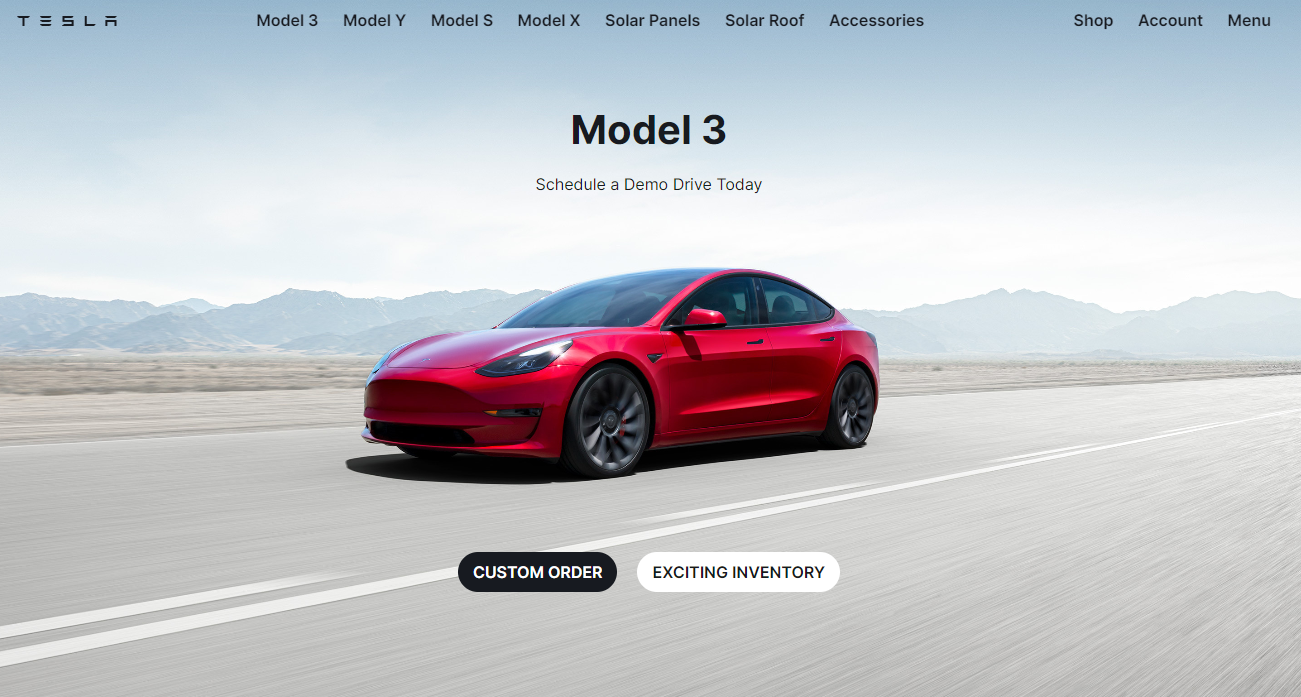 TESLA Model 3 Model Y Model S Model X Solar Panels Solar Roof Accessories Shop Account Menu
Model 3
Schedule a Demo Drive Today
CUSTOM ORDER EXCITING INVENTORY